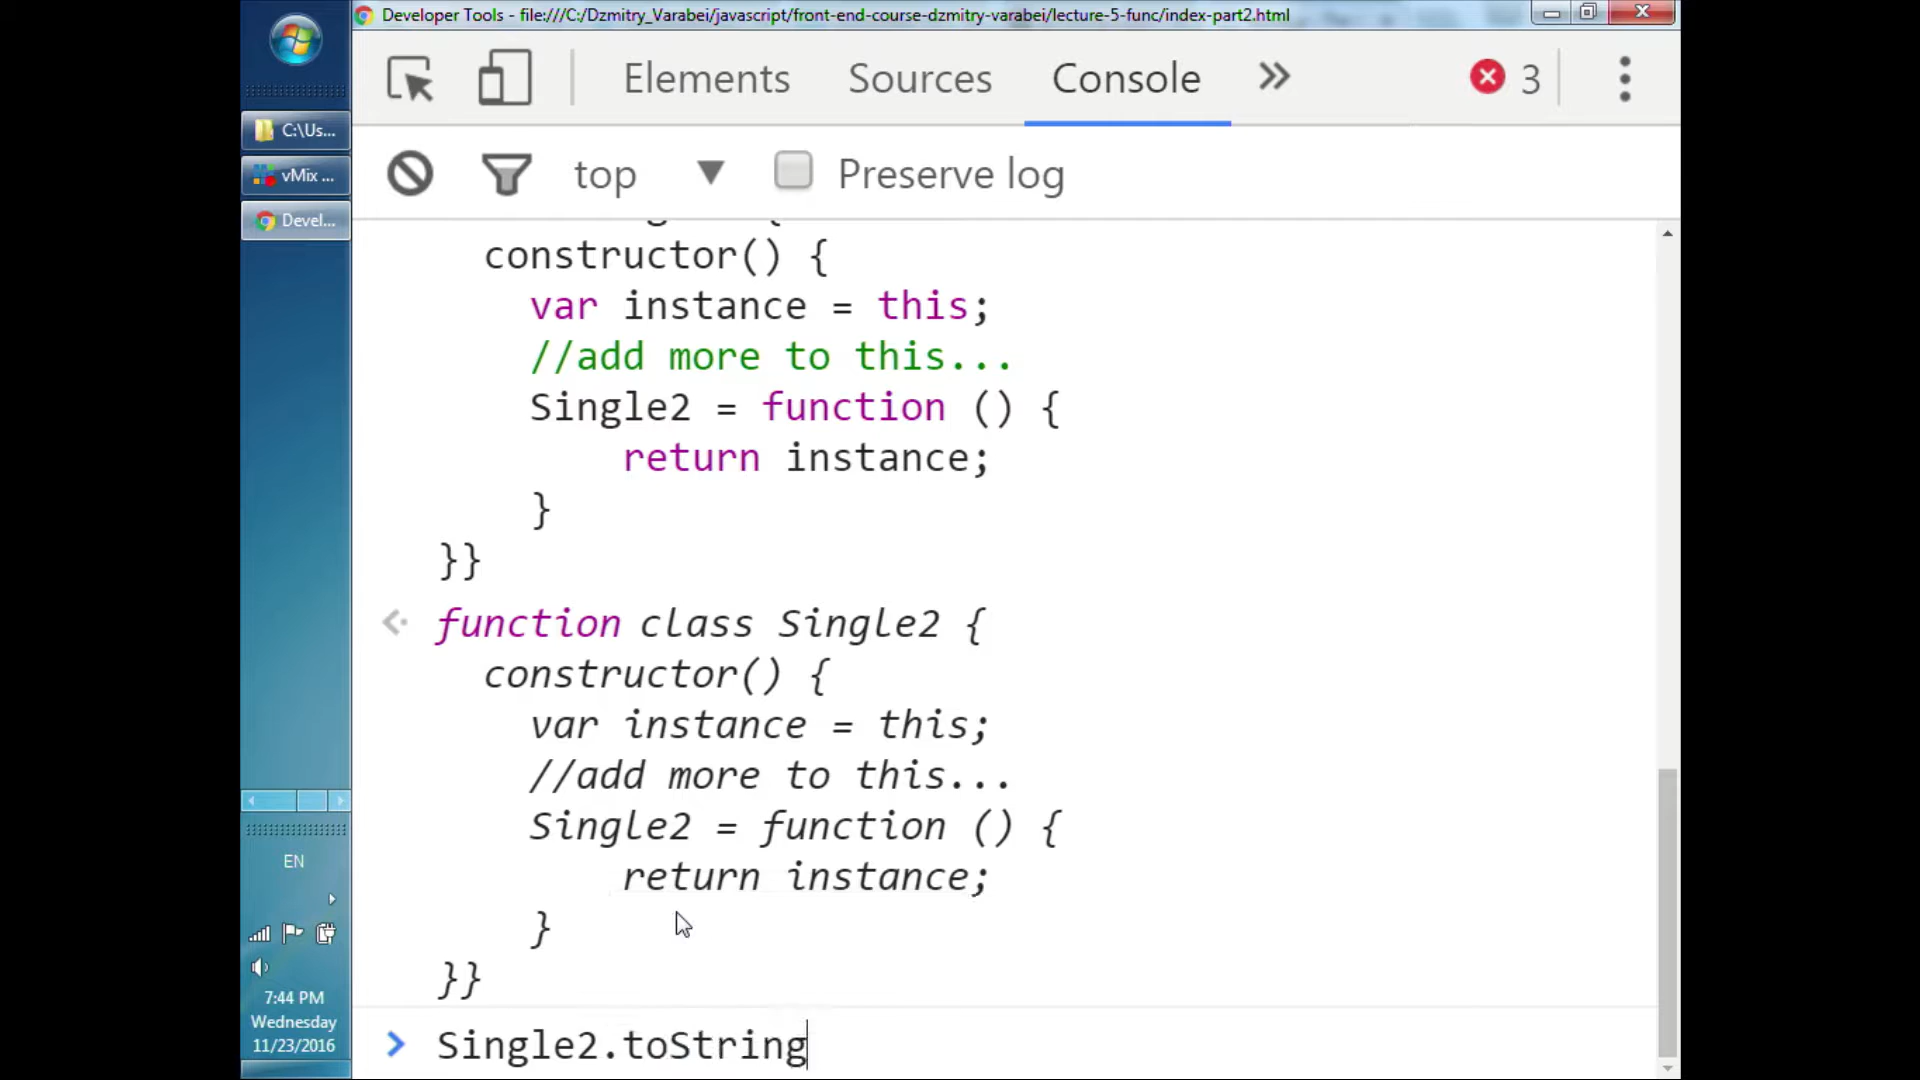 Developer Tools - file:///C:/Dzmitry_Varabei/javascript/front-end-course-dzmitry-varabei/lecture-5-func/index-part2.html
C:\Us...
vMix ...
Devel...
Elements Sources Console 3
top Preserve log
constructor() {
var instance = this;
//add more to this...
Single2 = function () {
return instance;
}
}}
function class Single2 {
constructor() {
var instance = this;
//add more to this...
Single2 = function () {
return instance;
}
}}
Single2.toString
EN
7:44 PM
Wednesday
11/23/2016